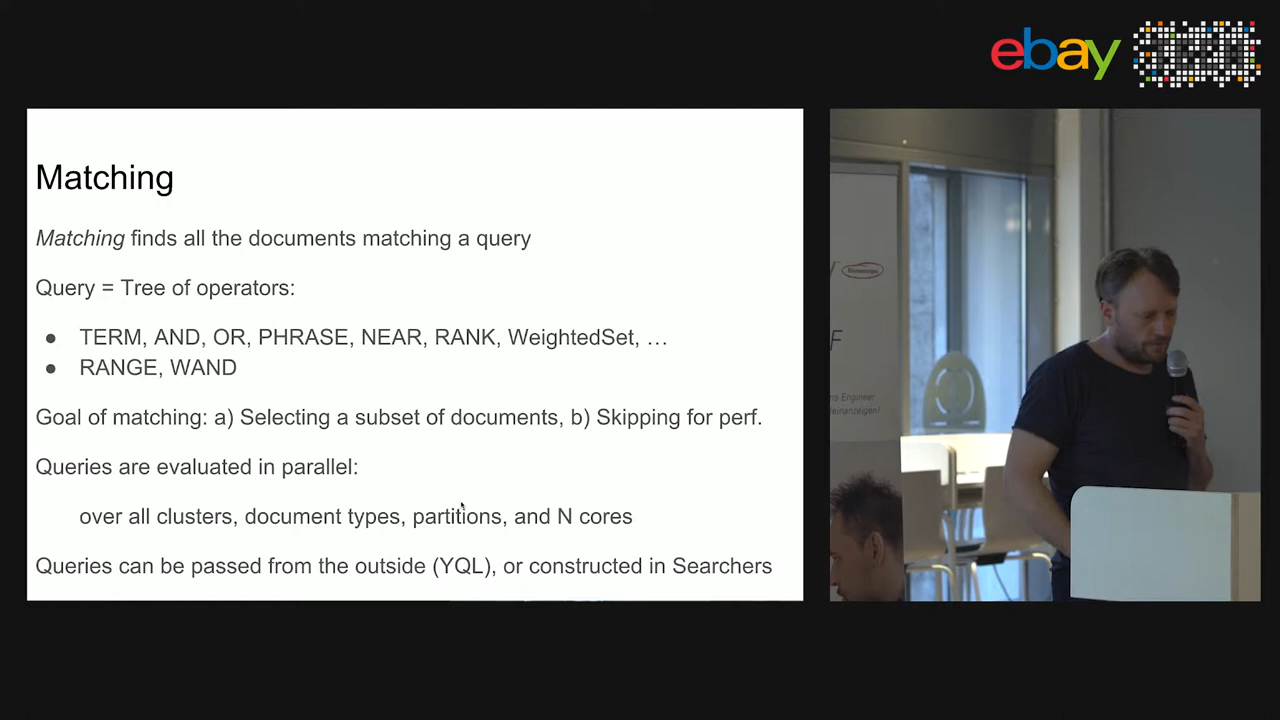 ebay
Matching
Matching finds all the documents matching a query
Query = Tree of operators:
● TERM, AND, OR, PHRASE, NEAR, RANK, WeightedSet, …
● RANGE, WAND
Goal of matching: a) Selecting a subset of documents, b) Skipping for perf.
Queries are evaluated in parallel:
over all clusters, document types, partitions, and N cores
Queries can be passed from the outside (YQL), or constructed in Searchers
F
Engineer